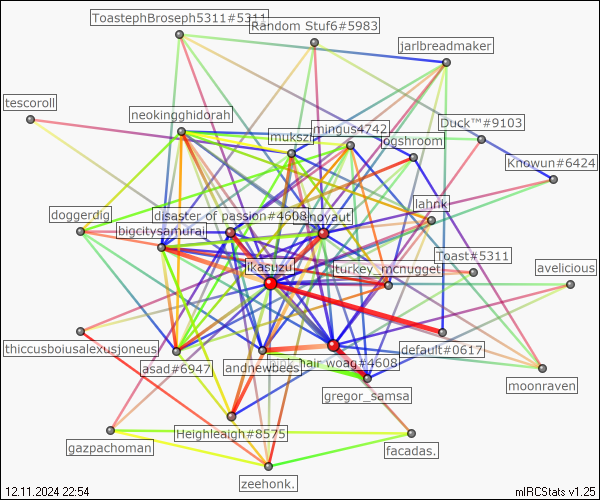 ToastephBroseph5311#5311
Random Stuf6#5983
jarlbreadmaker
tescoroll
neokingghidorah
mukszi
mingus4742
ogshroom
Duck™#9103
Knowun#6424
doggerdig
bigcitysamurai
disaster of passion#4608
lahnk
ikasuzu
turkey_mcnugget
Toast#5311
avelicious
thiccusboiusalexusjoneus
asad#6947
andnewbees
hair woag#4608
default#0617
gregor_samsa
moonraven
gazpachoman
Heighleaigh#8575
facadas.
zeehonk.
12.11.2024 22:54
mIRCStats v1.25